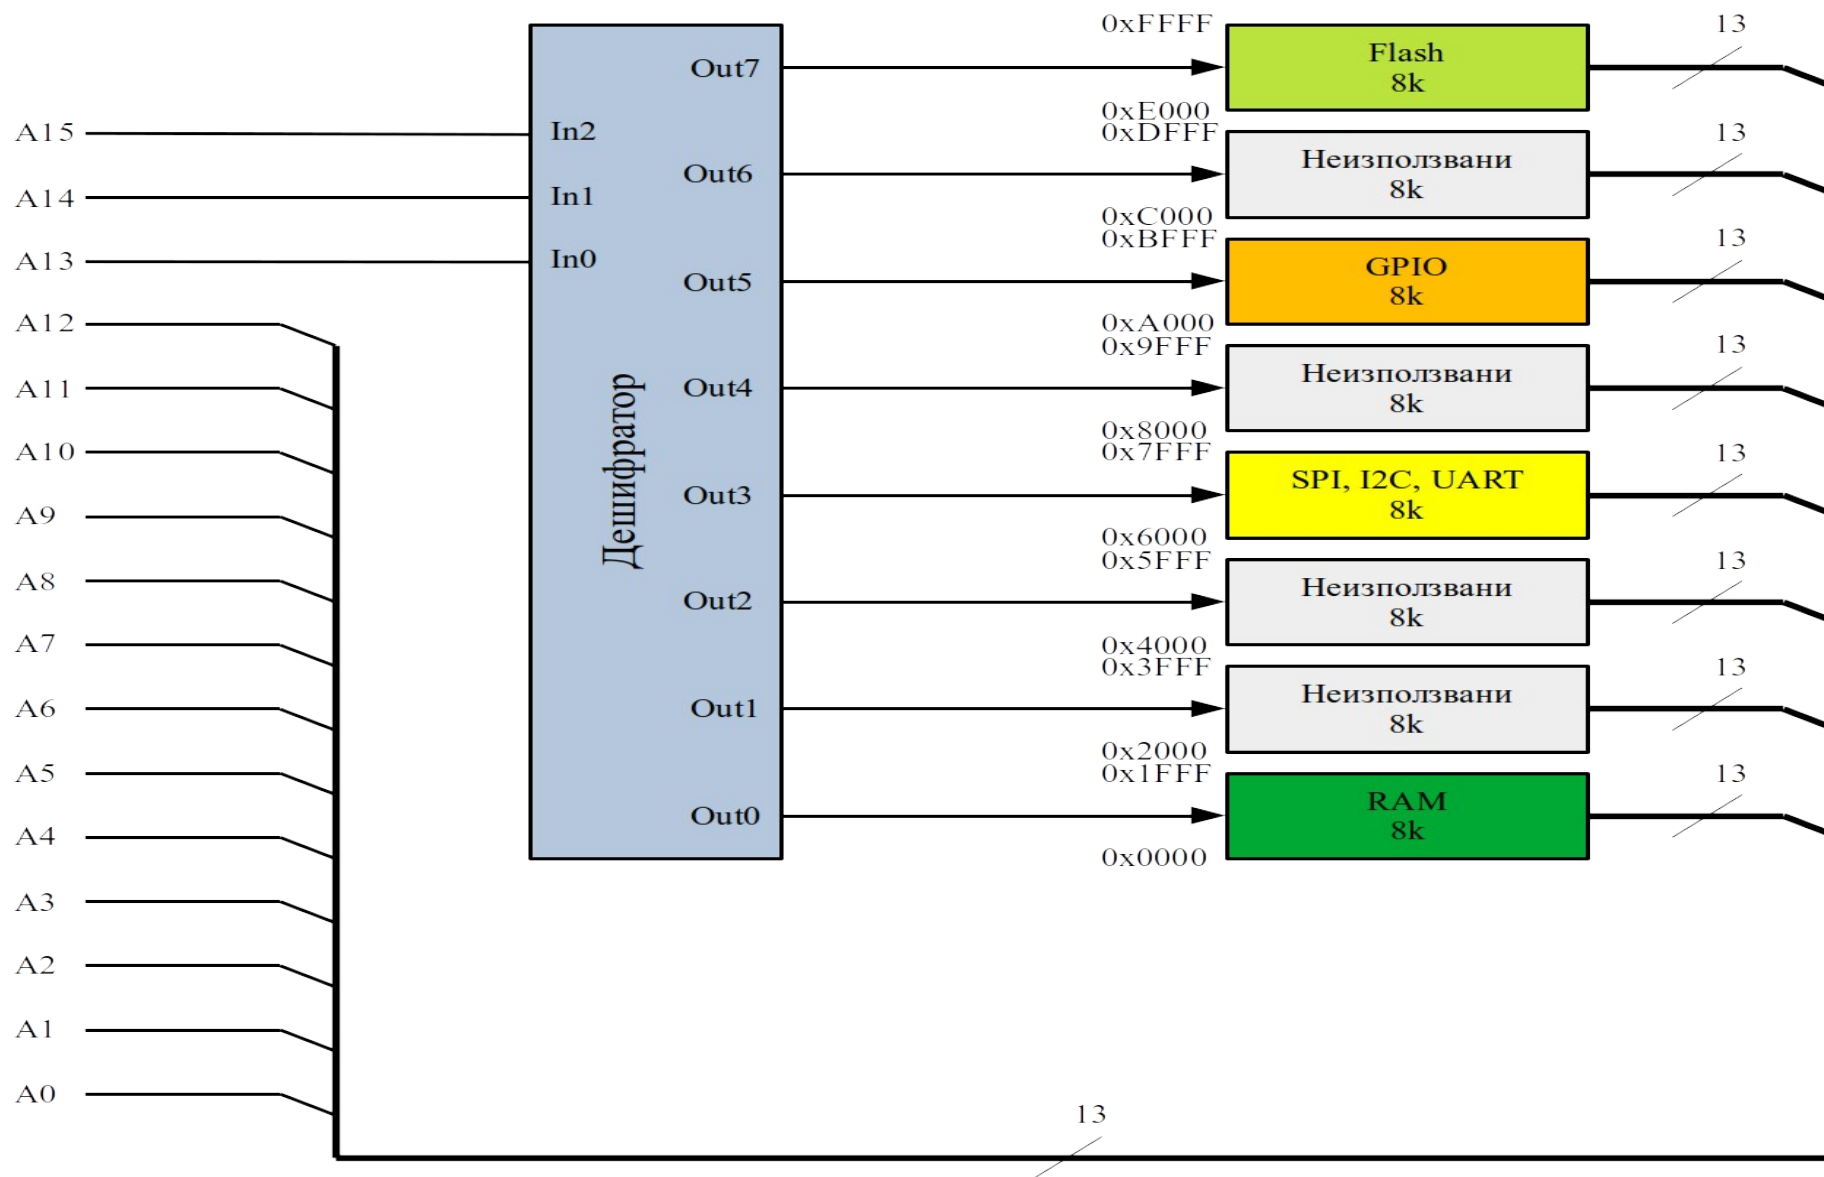 A15
A14
A13
A12
A11
A10
A9
A8
A7
A6
A5
A4
A3
A2
A1
A0
In2
In1
In0
Дешифратор
Out7
Out6
Out5
Out4
Out3
Out2
Out1
Out0
0xFFFF
Flash
8k
13
0xE000
0xDFFF
Неизползвани
8k
13
0xC000
0xBFFF
GPIO
8k
13
0xA000
0x9FFF
Неизползвани
8k
13
0x8000
0x7FFF
SPI, I2C, UART
8k
13
0x6000
0x5FFF
Неизползвани
8k
13
0x4000
0x3FFF
Неизползвани
8k
13
0x2000
0x1FFF
RAM
8k
13
0x0000
13